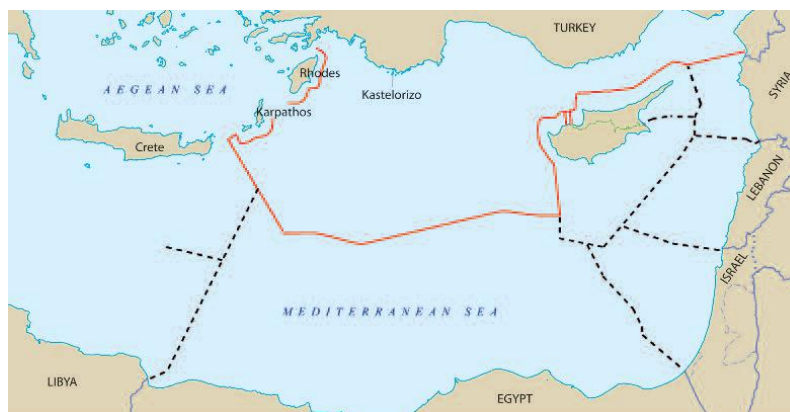 TURKEY
AEGEAN SEA
Rhodes
Kastelorizo
SYRIA
Karpathos
Crete
LEBANON
ISRAEL
MEDITERRANEAN SEA
LIBYA
EGYPT